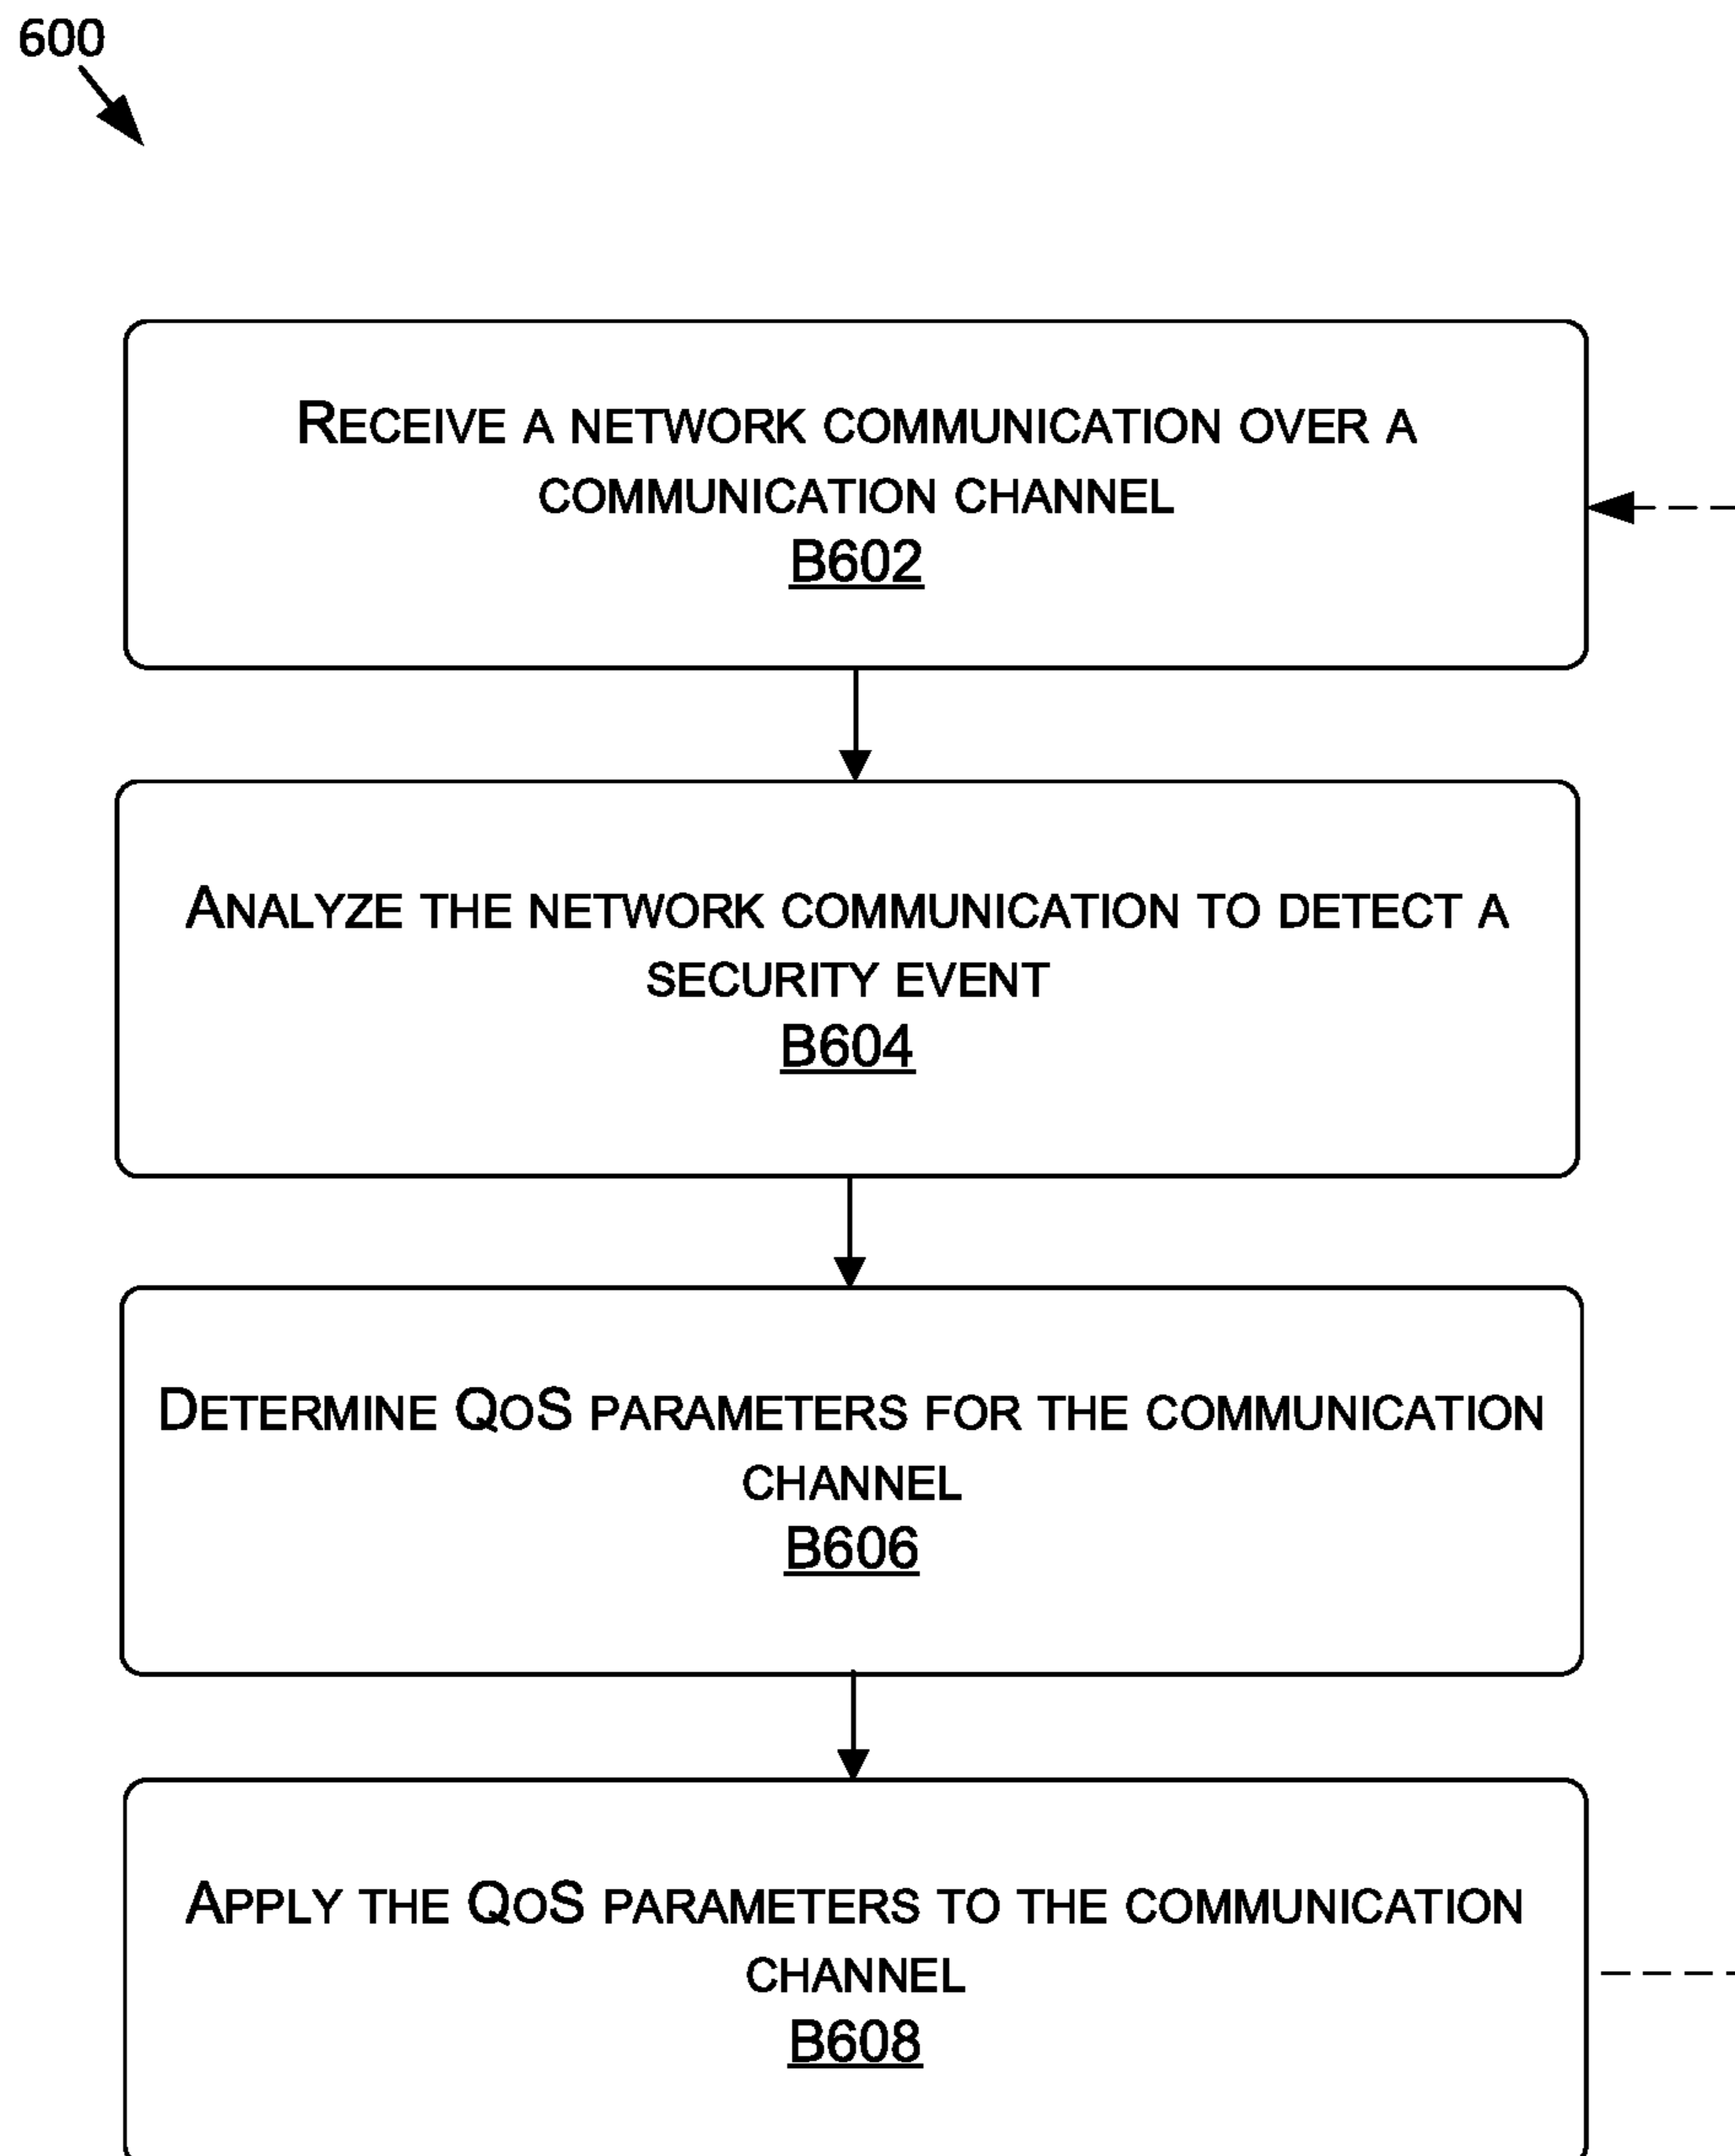 600
RECEIVE A NETWORK COMMUNICATION OVER A
COMMUNICATION CHANNEL
B602
ANALYZE THE NETWORK COMMUNICATION TO DETECT A
SECURITY EVENT
B604
DETERMINE QOS PARAMETERS FOR THE COMMUNICATION
CHANNEL
B606
APPLY THE QOS PARAMETERS TO THE COMMUNICATION
CHANNEL
B608